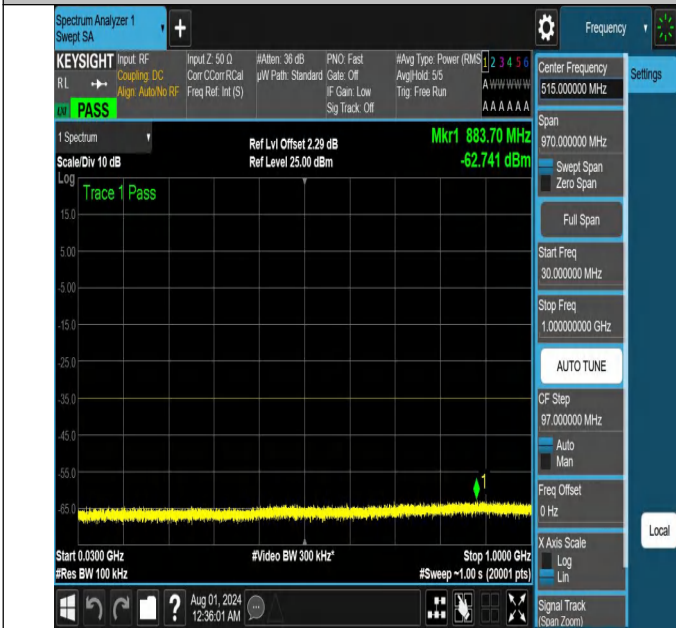 Spectrum Analyzer 1
Swept SA
+
Frequency
KEYSIGHT
RL
PASS
Input: RF
Coupling: DC
Align: Auto/No RF
Input Z: 50 Ω
Corr CCorr RCal
Freq Ref: Int (S)
#Atten: 36 dB
µW Path: Standard
PNO: Fast
Gate: Off
IF Gain: Low
Sig Track: Off
#Avg Type: Power (RMS
Avg|Hold: 5/5
Trig: Free Run
1 2 3 4 5 6
A W W W W W
A A A A A A
1 Spectrum
Scale/Div 10 dB
Ref Lvl Offset 2.29 dB
Ref Level 25.00 dBm
Mkr1 883.70 MHz
-62.741 dBm
Log
Trace 1 Pass
15.0
5.00
-5.00
-15.0
-25.0
-35.0
-45.0
-55.0
-65.0
1
Start 0.0300 GHz
#Res BW 100 kHz
#Video BW 300 kHz*
Stop 1.0000 GHz
#Sweep ~1.00 s (20001 pts)
?
Aug 01, 2024
12:36:01 AM
Center Frequency
515.000000 MHz
Settings
Span
970.000000 MHz
Swept Span
Zero Span
Full Span
Start Freq
30.000000 MHz
Stop Freq
1.000000000 GHz
AUTO TUNE
CF Step
97.000000 MHz
Auto
Man
Freq Offset
0 Hz
X Axis Scale
Log
Lin
Local
Signal Track
(Span Zoom)